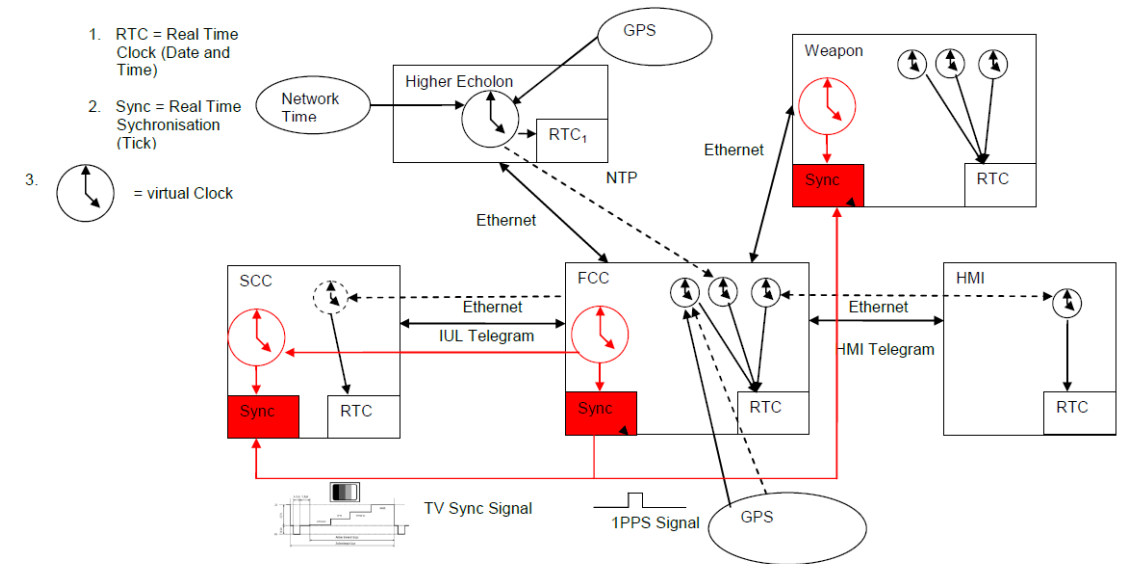 1. RTC = Real Time
Clock (Date and
Time)
2. Sync = Real Time
Sychronisation
(Tick)
3.
= virtual Clock
GPS
Network
Time
Higher Echolon
RTC1
NTP
Ethernet
Ethernet
Weapon
Sync
RTC
SCC
Sync
RTC
Ethernet
IUL Telegram
FCC
Sync
RTC
Ethernet
HMI Telegram
HMI
RTC
TV Sync Signal
1PPS Signal
GPS